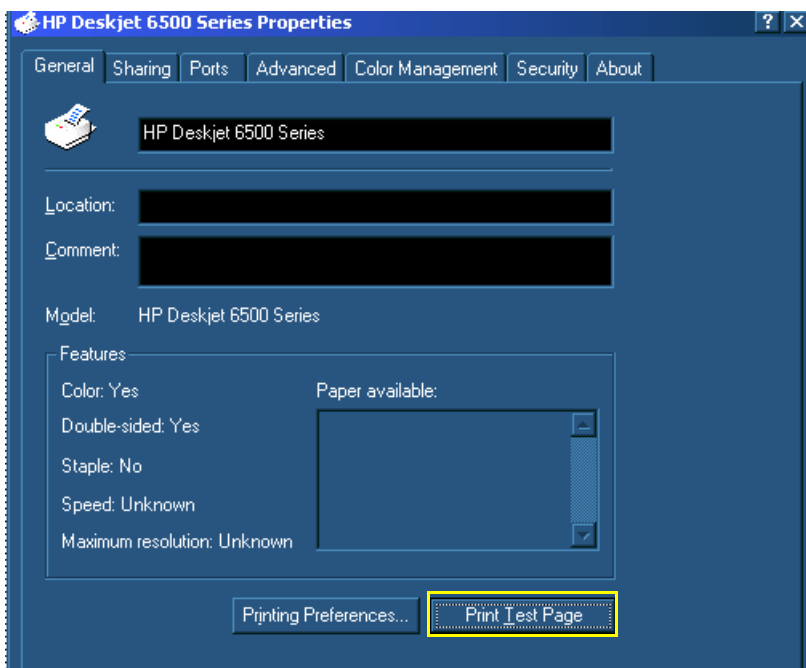 HP Deskjet 6500 Series Properties
General Sharing Ports Advanced Color Management Security About
HP Deskjet 6500 Series
Location:
Comment:
Model: HP Deskjet 6500 Series
Features
Color: Yes Paper available:
Double-sided: Yes
Staple: No
Speed: Unknown
Maximum resolution: Unknown
Printing Preferences... Print Test Page